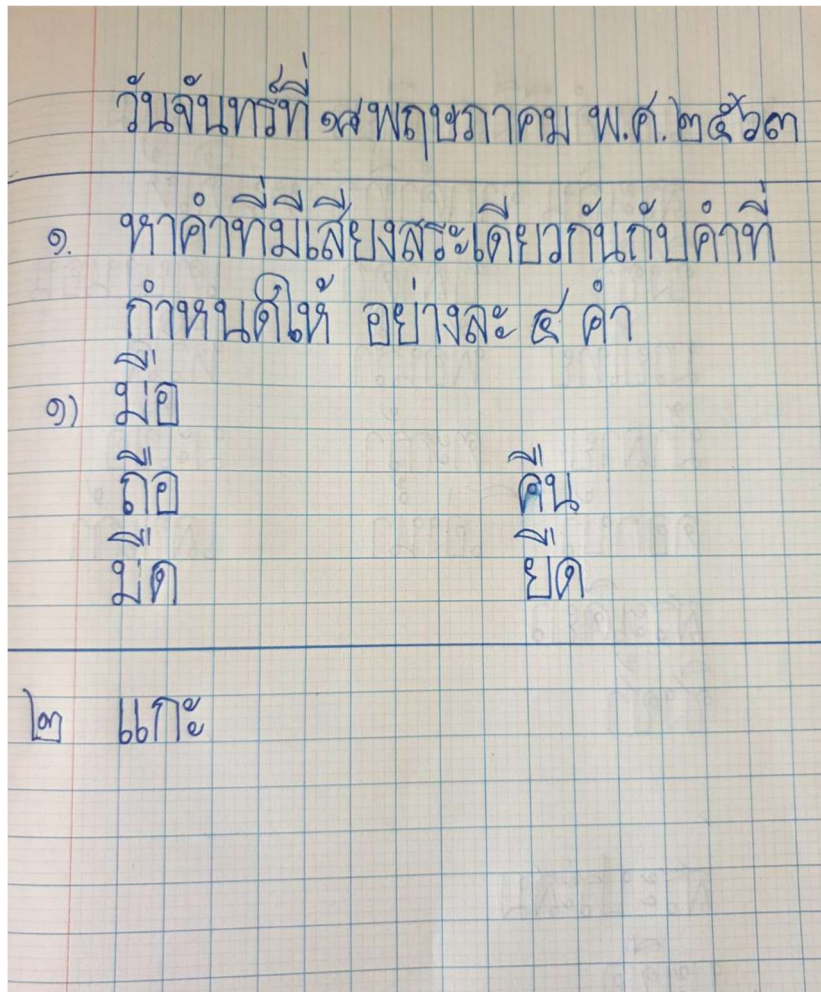 วันจันทร์ที่ ๑๘ พฤษภาคม พ.ศ.๒๕๖๓
๑. หาคำที่มีเสียงสระเดียวกันกับคำที่
กำหนดให้ อย่างละ ๕ คำ
๑) มือ
ถือ คืน
มืด ยืด
๒ แกะ